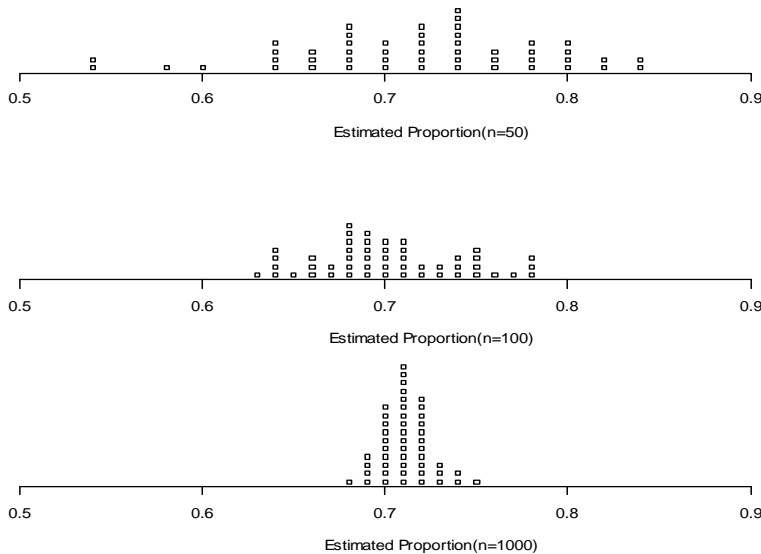 0.5 0.6 0.7 0.8 0.9
Estimated Proportion(n=50)
0.5 0.6 0.7 0.8 0.9
Estimated Proportion(n=100)
0.5 0.6 0.7 0.8 0.9
Estimated Proportion(n=1000)